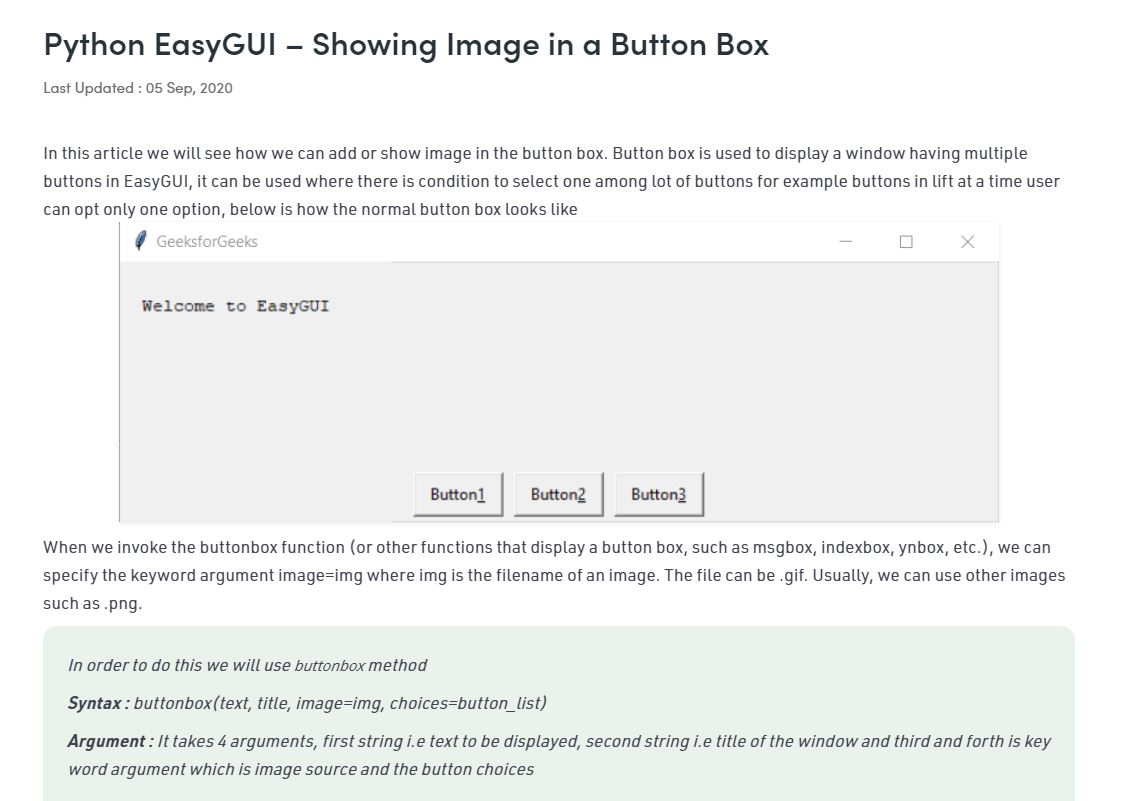 Python EasyGUI – Showing Image in a Button Box
Last Updated : 05 Sep, 2020
In this article we will see how we can add or show image in the button box. Button box is used to display a window having multiple
buttons in EasyGUI, it can be used where there is condition to select one among lot of buttons for example buttons in lift at a time user
can opt only one option, below is how the normal button box looks like
GeeksforGeeks
Welcome to EasyGUI
Button1 Button2 Button3
When we invoke the buttonbox function (or other functions that display a button box, such as msgbox, indexbox, ynbox, etc.), we can
specify the keyword argument image=img where img is the filename of an image. The file can be .gif. Usually, we can use other images
such as .png.
In order to do this we will use buttonbox method
Syntax : buttonbox(text, title, image=img, choices=button_list)
Argument : It takes 4 arguments, first string i.e text to be displayed, second string i.e title of the window and third and forth is key
word argument which is image source and the button choices